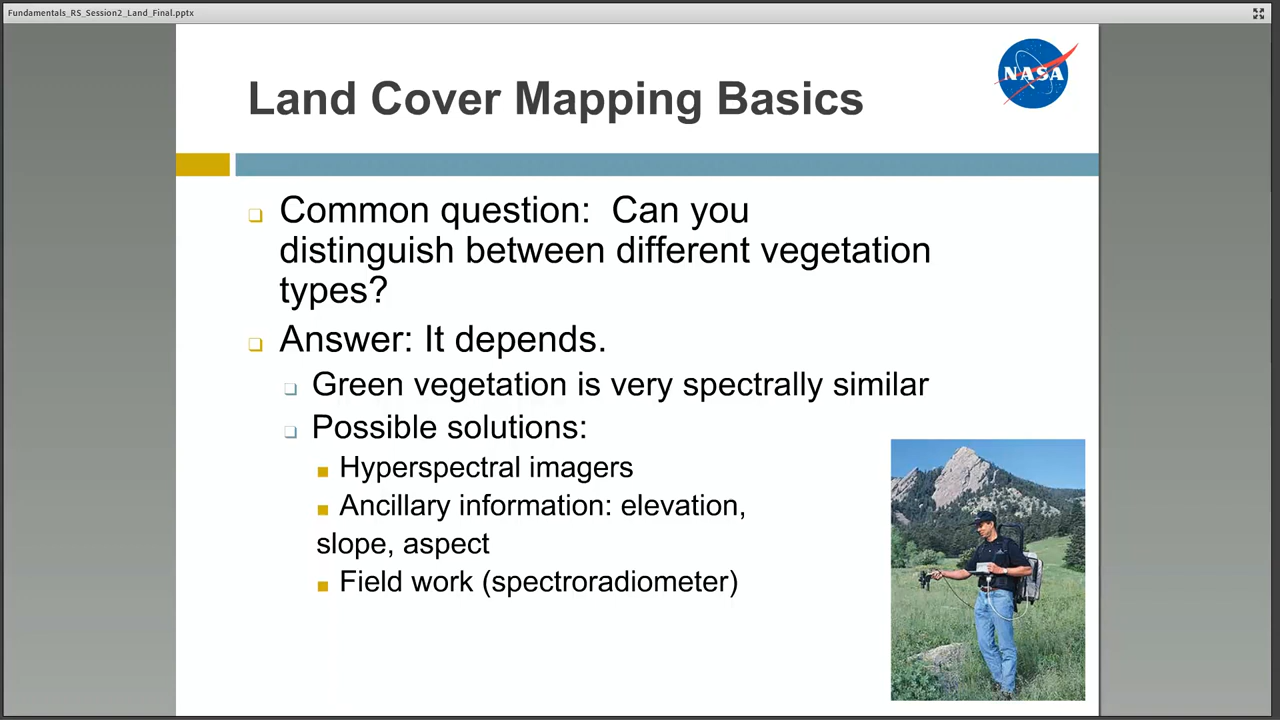 Fundamentals_RS_Session2_Land_Final.pptx
NASA
Land Cover Mapping Basics
Common question: Can you
distinguish between different vegetation
types?
Answer: It depends.
Green vegetation is very spectrally similar
Possible solutions:
Hyperspectral imagers
Ancillary information: elevation,
slope, aspect
Field work (spectroradiometer)